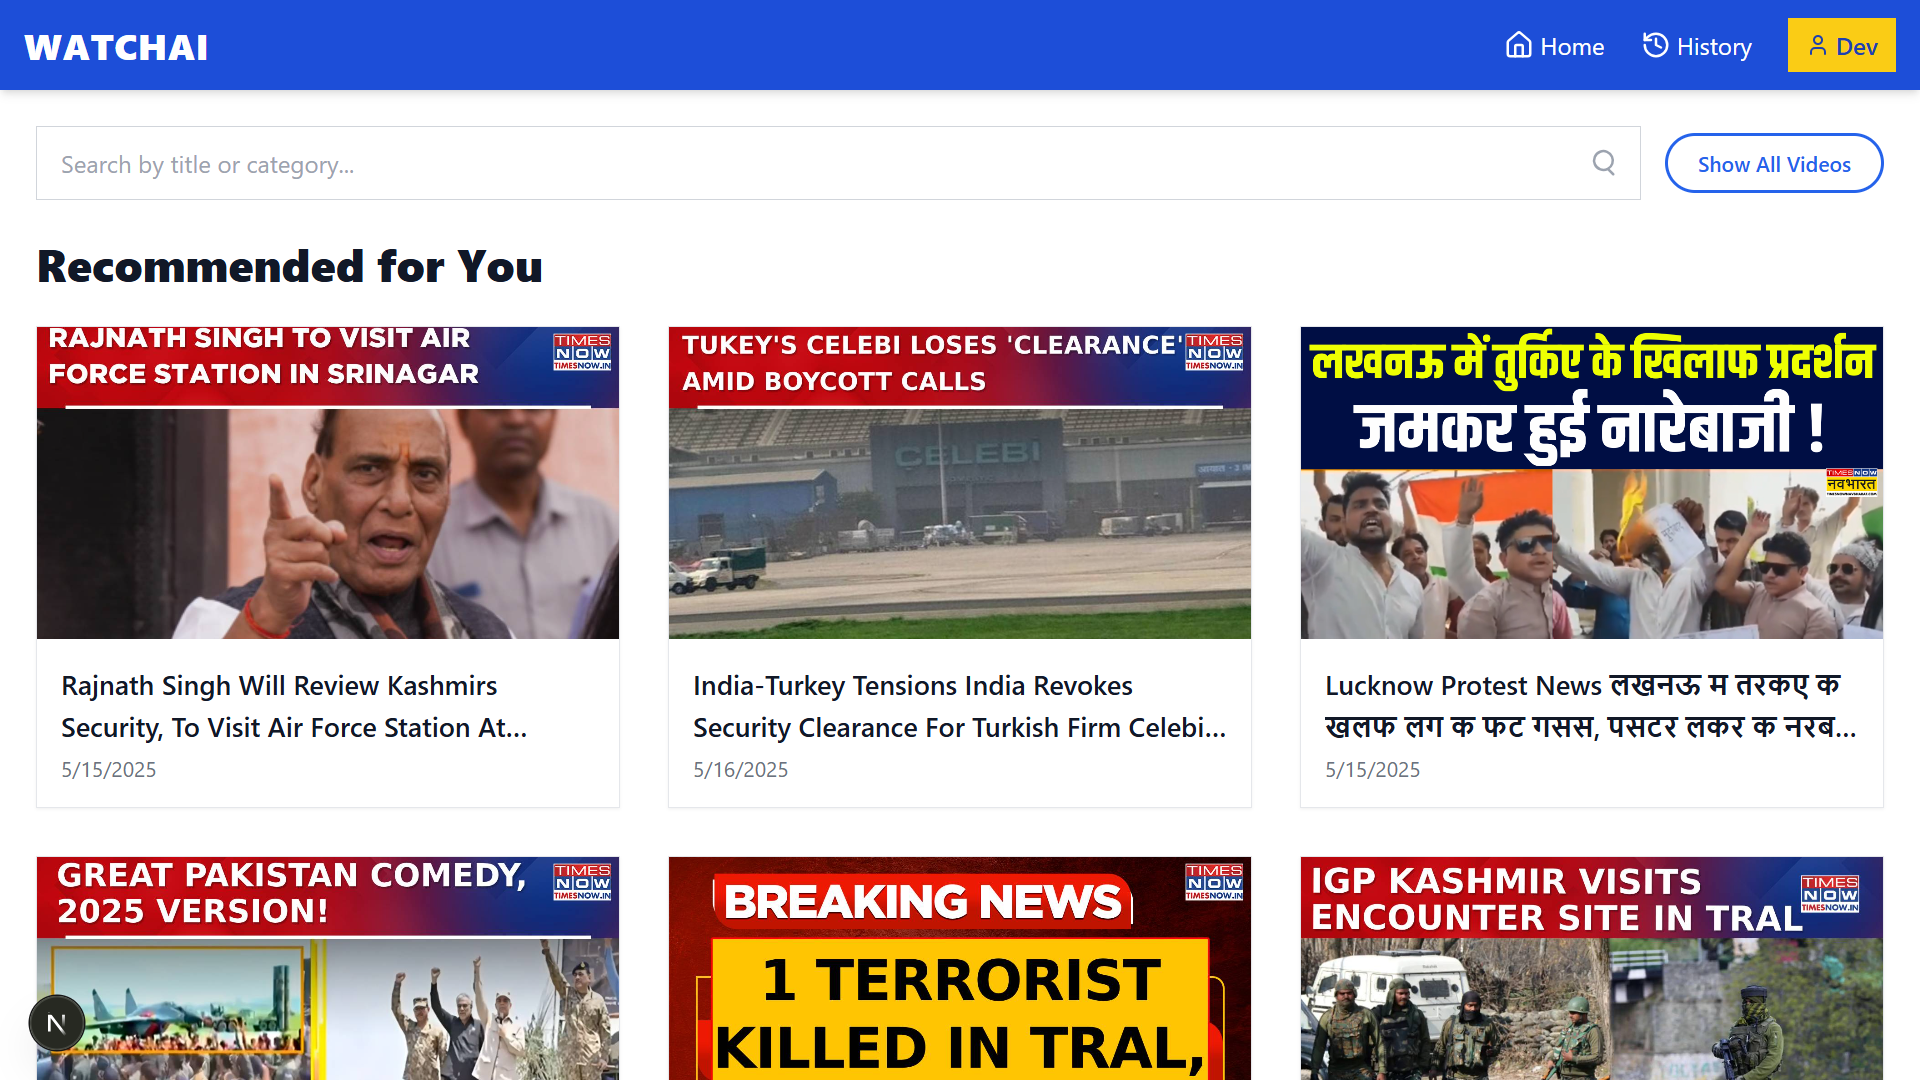 WATCHAI
Home
History
Dev
Search by title or category...
Show All Videos
Recommended for You
RAJNATH SINGH TO VISIT AIR
FORCE STATION IN SRINAGAR
TIMES
NOW
TIMESNOW.IN
TUKEY'S CELEBI LOSES 'CLEARANCE'
AMID BOYCOTT CALLS
TIMES
NOW
TIMESNOW.IN
CELEBI
लखनऊ में तुर्किए के खिलाफ प्रदर्शन
जमकर हुई नारेबाजी !
TIMES NOW
नवभारत
Rajnath Singh Will Review Kashmirs
Security, To Visit Air Force Station At...
5/15/2025
India-Turkey Tensions India Revokes
Security Clearance For Turkish Firm Celebi...
5/16/2025
Lucknow Protest News लखनऊ म तरकए क
खलफ लग क फट गसस, पसटर लकर क नरब...
5/15/2025
GREAT PAKISTAN COMEDY,
2025 VERSION!
TIMES
NOW
TIMESNOW.IN
BREAKING NEWS
1 TERRORIST
KILLED IN TRAL,
TIMES
NOW
TIMESNOW.IN
IGP KASHMIR VISITS
ENCOUNTER SITE IN TRAL
TIMES
NOW
TIMESNOW.IN
N